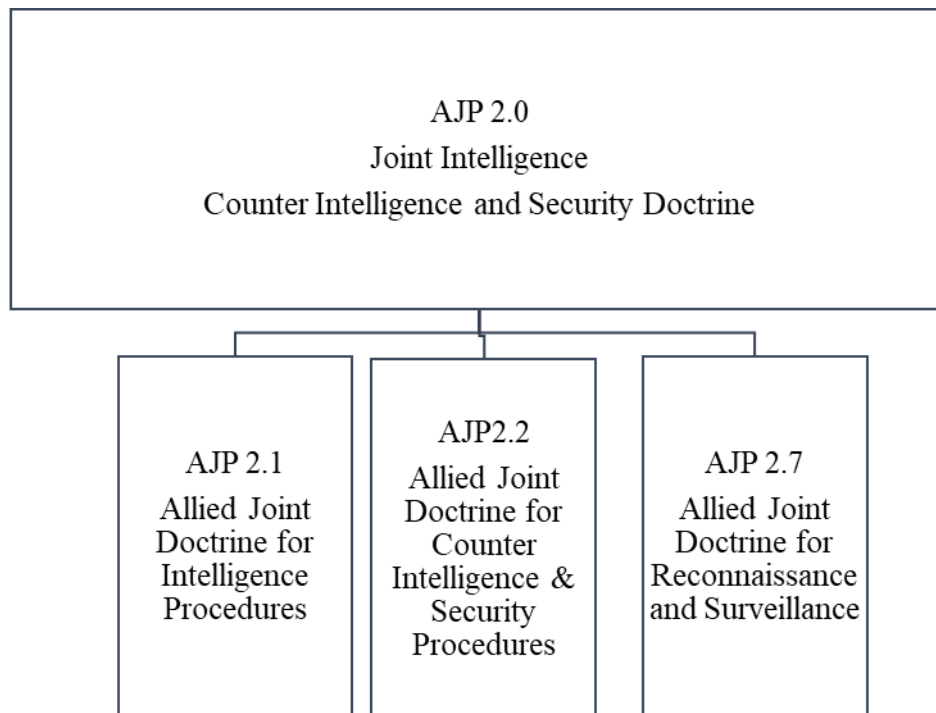 AJP 2.0
Joint Intelligence
Counter Intelligence and Security Doctrine
AJP 2.1
Allied Joint
Doctrine for
Intelligence
Procedures
AJP2.2
Allied Joint
Doctrine for
Counter
Intelligence &
Security
Procedures
AJP 2.7
Allied Joint
Doctrine for
Reconnaissance
and Surveillance